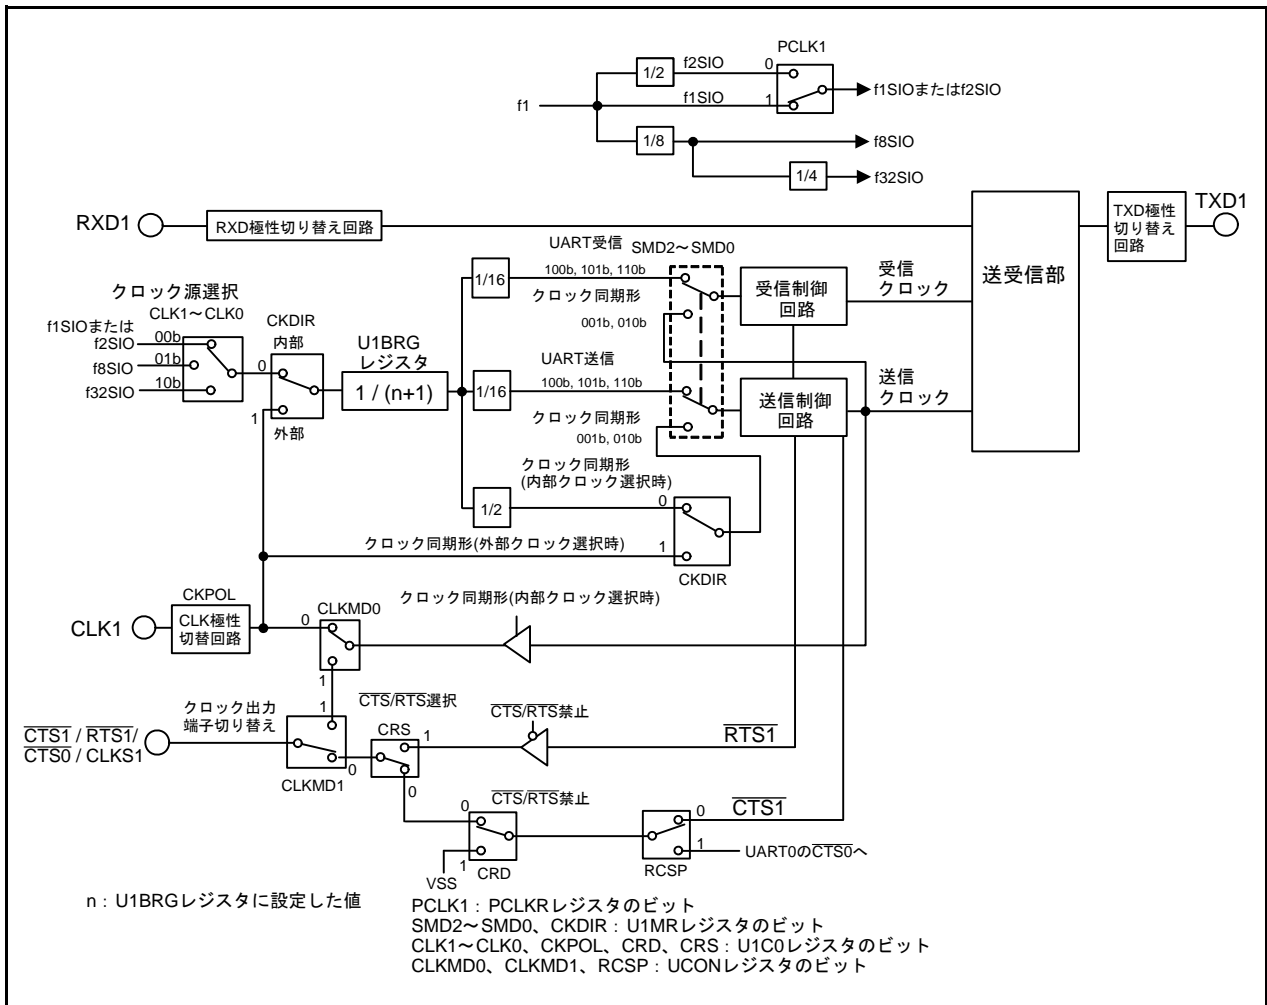 PCLK1
1/2
f2SIO
0
f1
f1SIO
1
f1SIOまたはf2SIO
1/8
f8SIO
1/4
f32SIO
RXD1
RXD極性切り替え回路
TXD極性
切り替え
回路
TXD1
送受信部
UART受信
SMD2～SMD0
1/16
100b, 101b, 110b
クロック同期形
001b, 010b
受信制御
回路
受信
クロック
クロック源選択
CLK1～CLK0
f1SIOまたは
f2SIO
00b
f8SIO
01b
f32SIO
10b
CKDIR
内部
0
1
外部
U1BRG
レジスタ
1 / (n+1)
UART送信
1/16
100b, 101b, 110b
クロック同期形
001b, 010b
送信制御
回路
送信
クロック
クロック同期形
(内部クロック選択時)
1/2
0
クロック同期形(外部クロック選択時)
1
CKDIR
CLK1
CKPOL
CLK極性
切替回路
0
CLKMD0
1
クロック同期形(内部クロック選択時)
CTS1 / RTS1/
CTS0 / CLKS1
クロック出力
端子切り替え
1
0
CLKMD1
CTS/RTS選択
CRS
1
0
CTS/RTS禁止
RTS1
CTS/RTS禁止
0
1
VSS
CRD
0
CTS1
1
UART0のCTS0へ
RCSP
n : U1BRGレジスタに設定した値
PCLK1 : PCLKRレジスタのビット
SMD2～SMD0、CKDIR : U1MRレジスタのビット
CLK1～CLK0、CKPOL、CRD、CRS : U1C0レジスタのビット
CLKMD0、CLKMD1、RCSP : UCONレジスタのビット